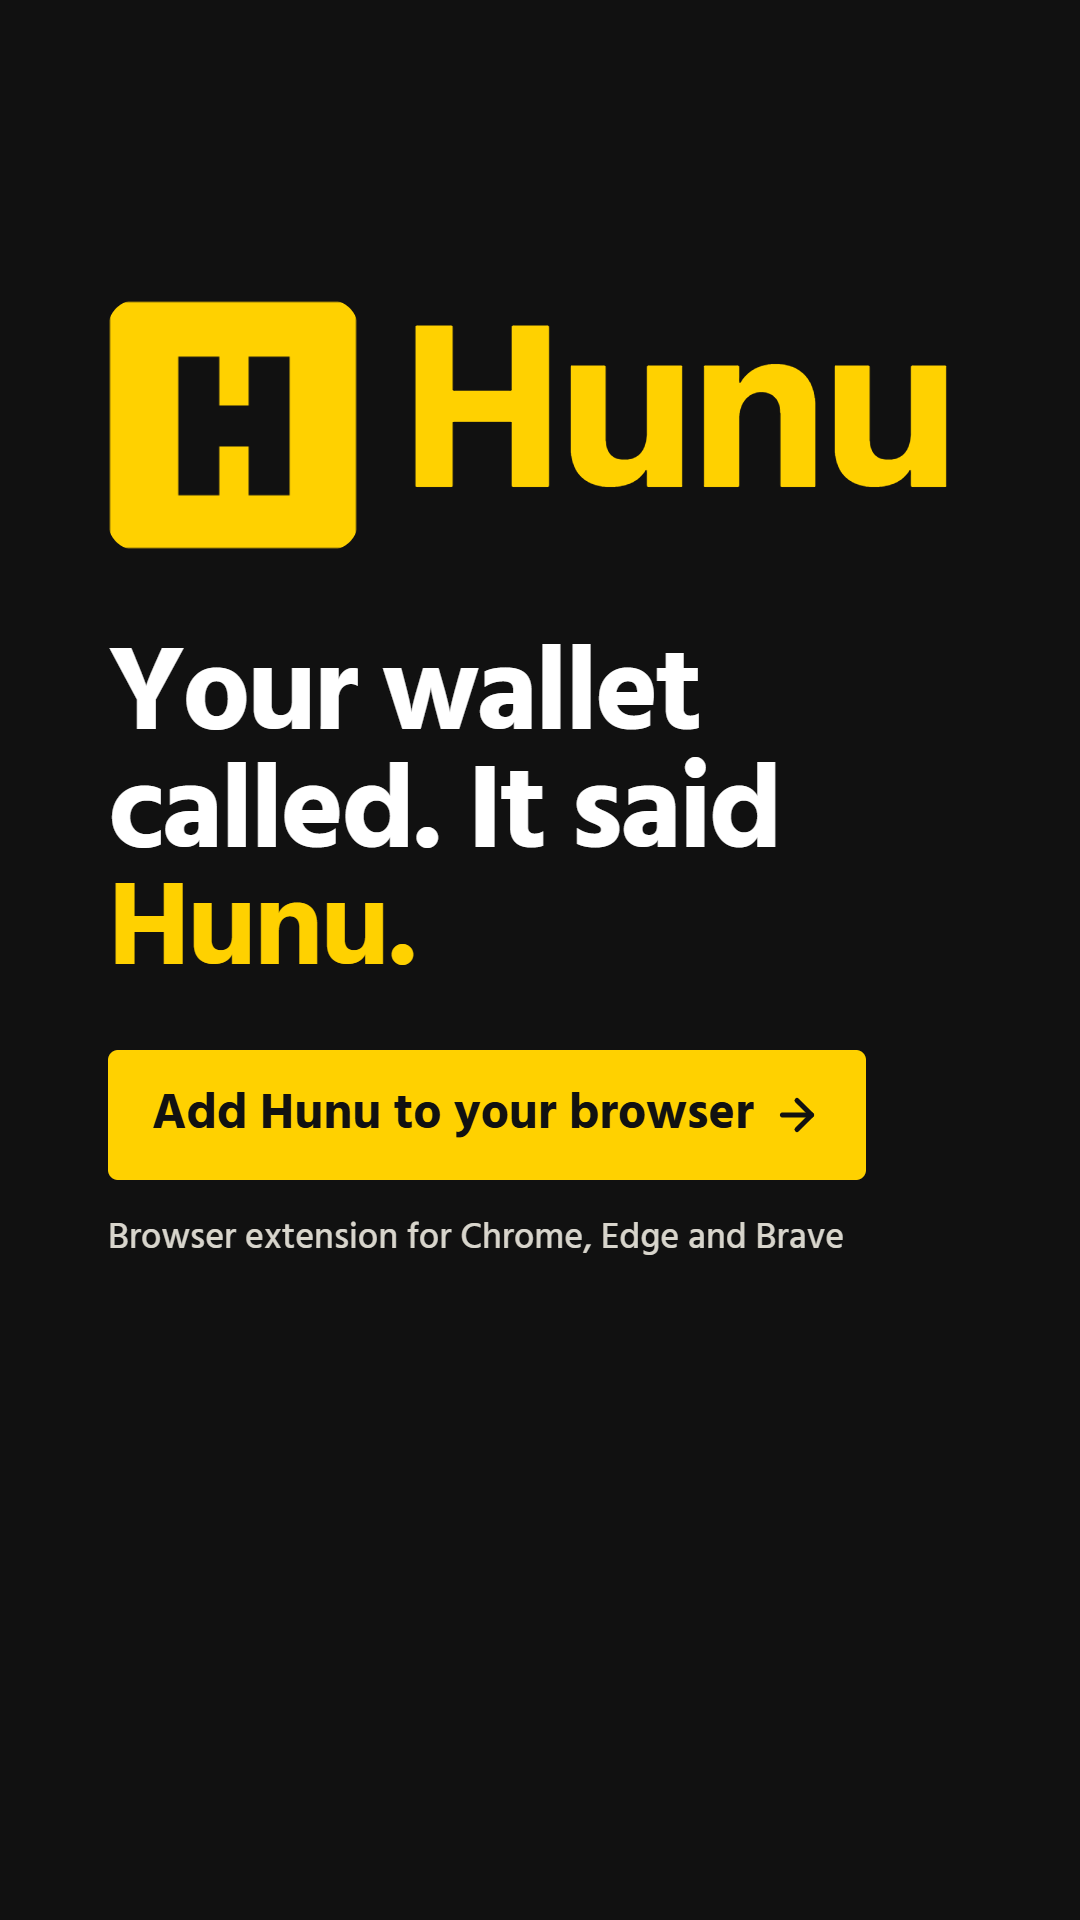 H Hunu
Your wallet
called. It said
Hunu.
Add Hunu to your browser →
Browser extension for Chrome, Edge and Brave